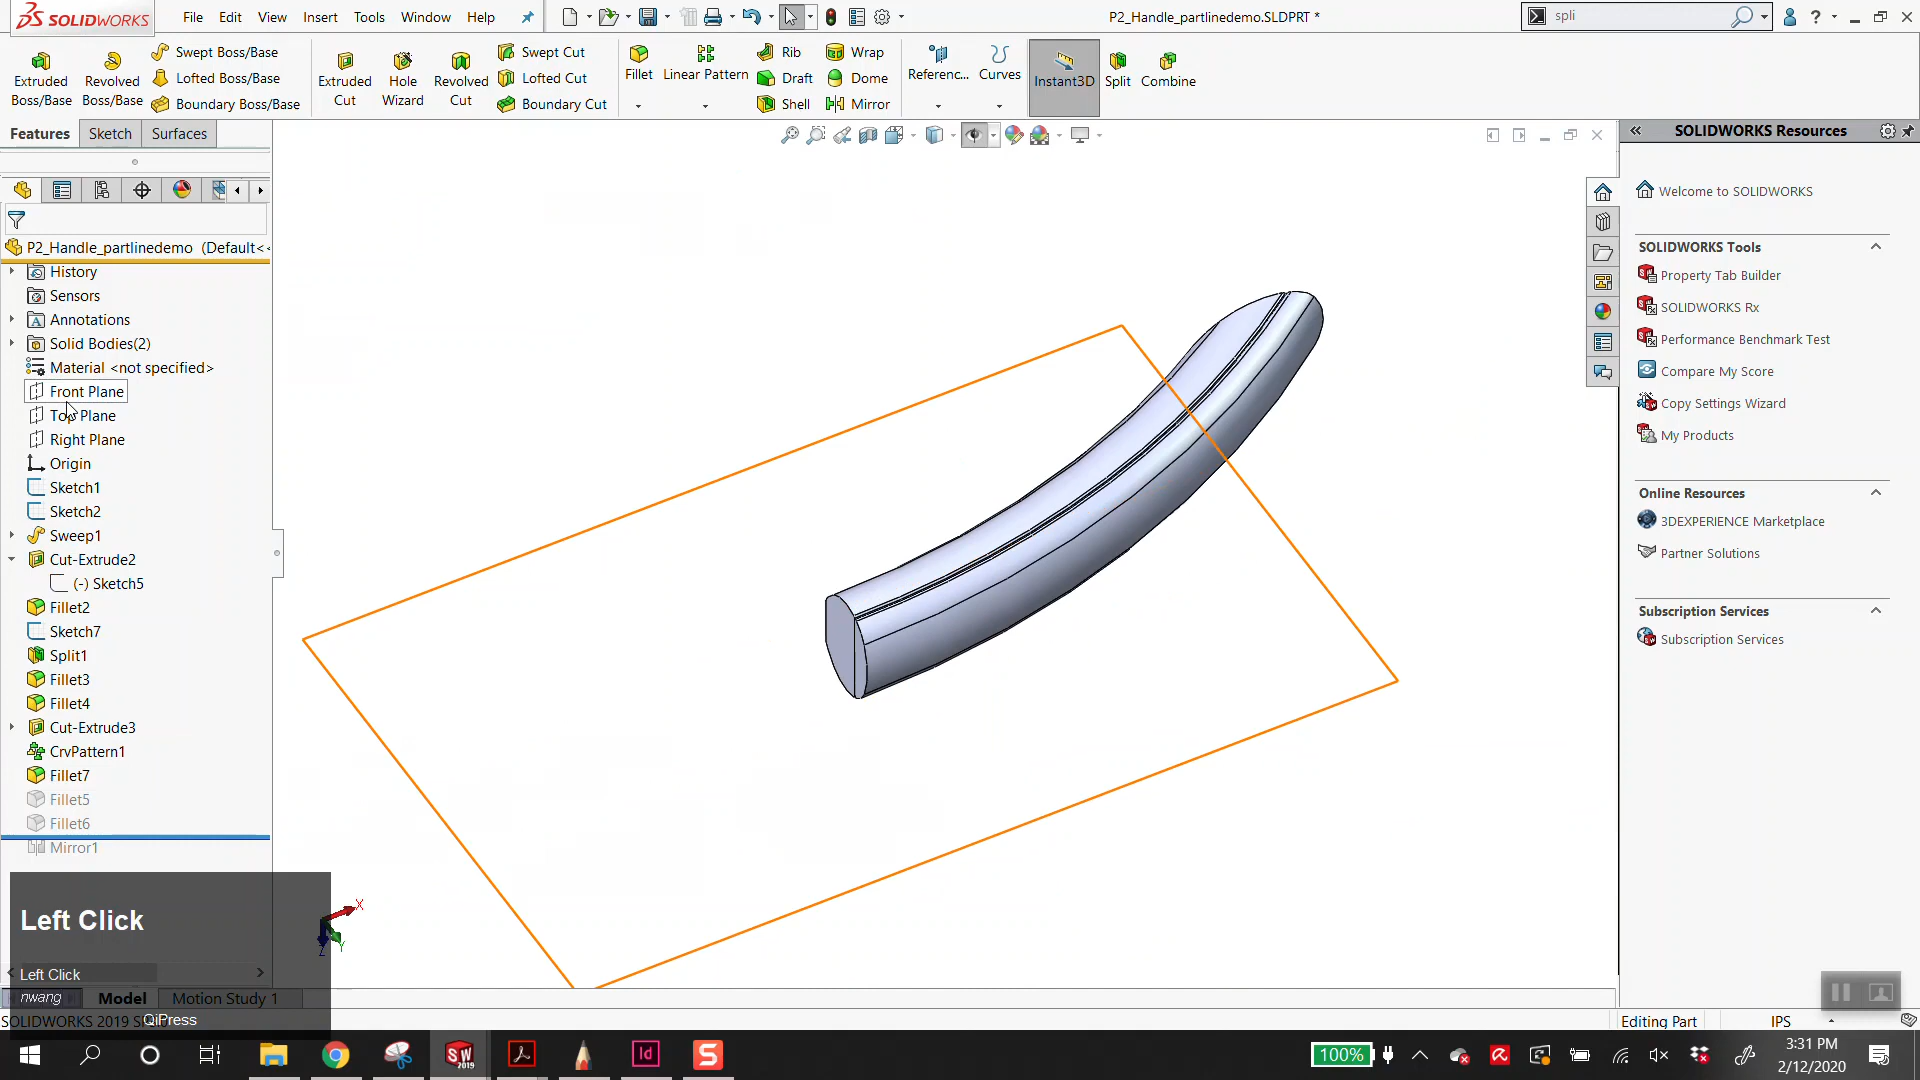 SOLIDWORKS
File Edit View Insert Tools Window Help
P2_Handle_partlinedemo.SLDPRT *
spli
Extruded Boss/Base
Revolved Boss/Base
Swept Boss/Base
Lofted Boss/Base
Boundary Boss/Base
Extruded Cut
Hole Wizard
Revolved Cut
Swept Cut
Lofted Cut
Boundary Cut
Fillet
Linear Pattern
Rib
Draft
Shell
Wrap
Dome
Mirror
Referenc...
Curves
Instant3D
Split
Combine
Features Sketch Surfaces
P2_Handle_partlinedemo (Default<<
History
Sensors
Annotations
Solid Bodies(2)
Material <not specified>
Front Plane
Top Plane
Right Plane
Origin
Sketch1
Sketch2
Sweep1
Cut-Extrude2
(-) Sketch5
Fillet2
Sketch7
Split1
Fillet3
Fillet4
Cut-Extrude3
CrvPattern1
Fillet7
Fillet5
Fillet6
Mirror1
Left Click
Left Click
nwang
QiPress
Model Motion Study 1
X
Y
Z
SOLIDWORKS Resources
Welcome to SOLIDWORKS
SOLIDWORKS Tools
Property Tab Builder
SOLIDWORKS Rx
Performance Benchmark Test
Compare My Score
Copy Settings Wizard
My Products
Online Resources
3DEXPERIENCE Marketplace
Partner Solutions
Subscription Services
Subscription Services
SOLIDWORKS 2019
Editing Part
IPS
SW
2019
Id
S
100%
3:31 PM
2/12/2020